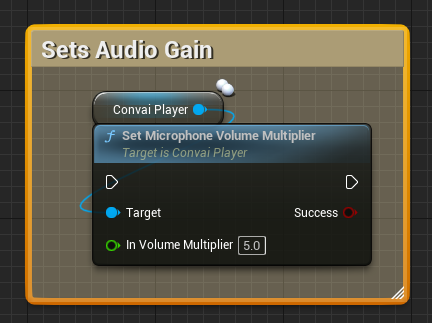 Sets Audio Gain
Convai Player
f Set Microphone Volume Multiplier
Target is Convai Player
Target Success
In Volume Multiplier 5.0